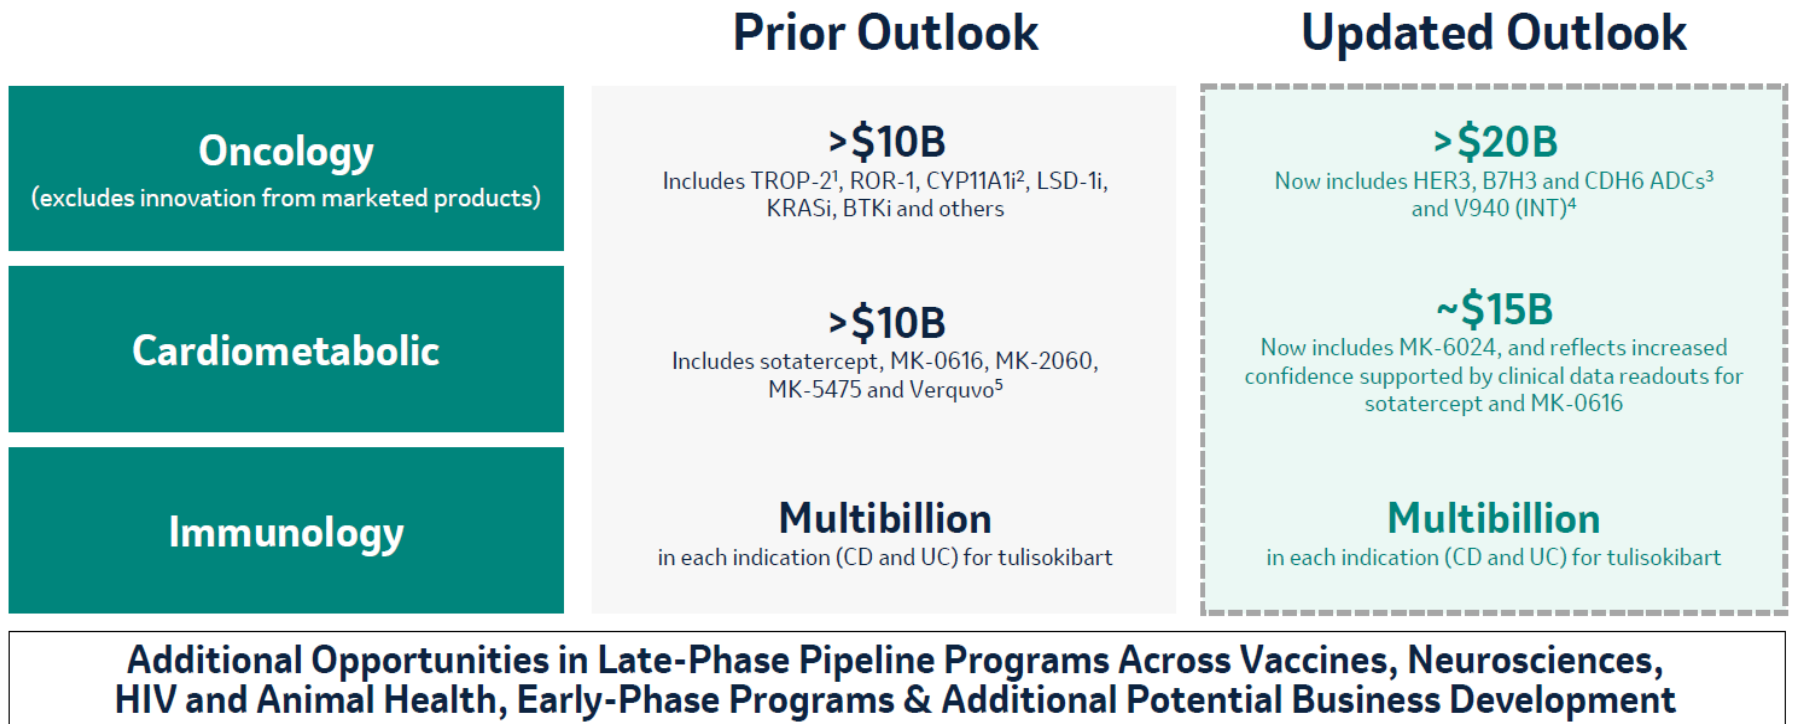 Prior Outlook
Updated Outlook
Oncology
(excludes innovation from marketed products)
>$10B
Includes TROP-2¹, ROR-1, CYP11A1i², LSD-1i,
KRASi, BTKi and others
>$20B
Now includes HER3, B7H3 and CDH6 ADCs³
and V940 (INT)⁴
Cardiometabolic
>$10B
Includes sotatercept, MK-0616, MK-2060,
MK-5475 and Verquvo⁵
~$15B
Now includes MK-6024, and reflects increased
confidence supported by clinical data readouts for
sotatercept and MK-0616
Immunology
Multibillion
in each indication (CD and UC) for tulisokibart
Multibillion
in each indication (CD and UC) for tulisokibart
Additional Opportunities in Late-Phase Pipeline Programs Across Vaccines, Neurosciences,
HIV and Animal Health, Early-Phase Programs & Additional Potential Business Development